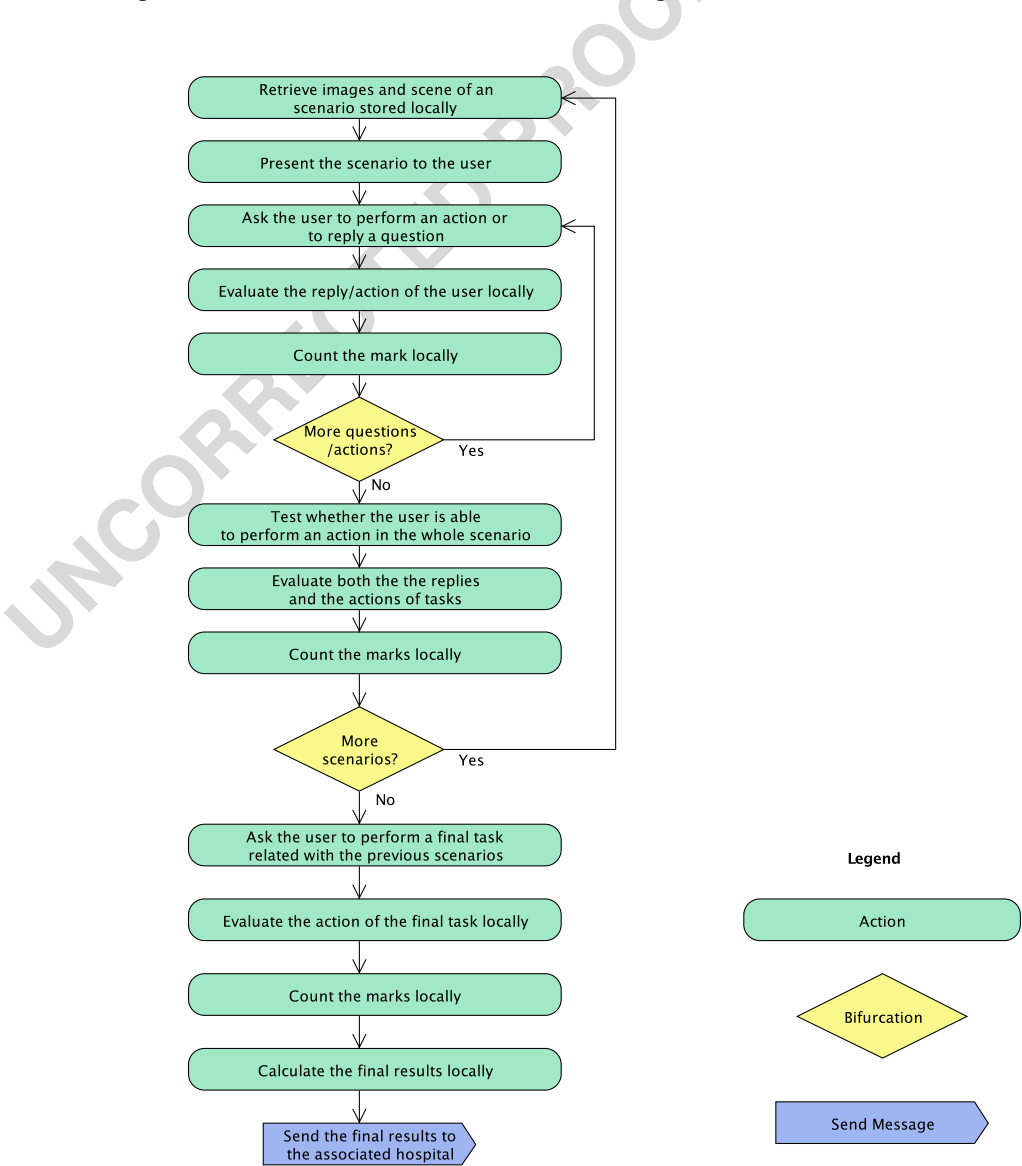 UNCORRECTED PROOF
Retrieve images and scene of an
scenario stored locally
Present the scenario to the user
Ask the user to perform an action or
to reply a question
Evaluate the reply/action of the user locally
Count the mark locally
More questions
/actions?
Yes
No
Test whether the user is able
to perform an action in the whole scenario
Evaluate both the the replies
and the actions of tasks
Count the marks locally
More
scenarios?
Yes
No
Ask the user to perform a final task
related with the previous scenarios
Evaluate the action of the final task locally
Count the marks locally
Calculate the final results locally
Send the final results to
the associated hospital
Legend
Action
Bifurcation
Send Message